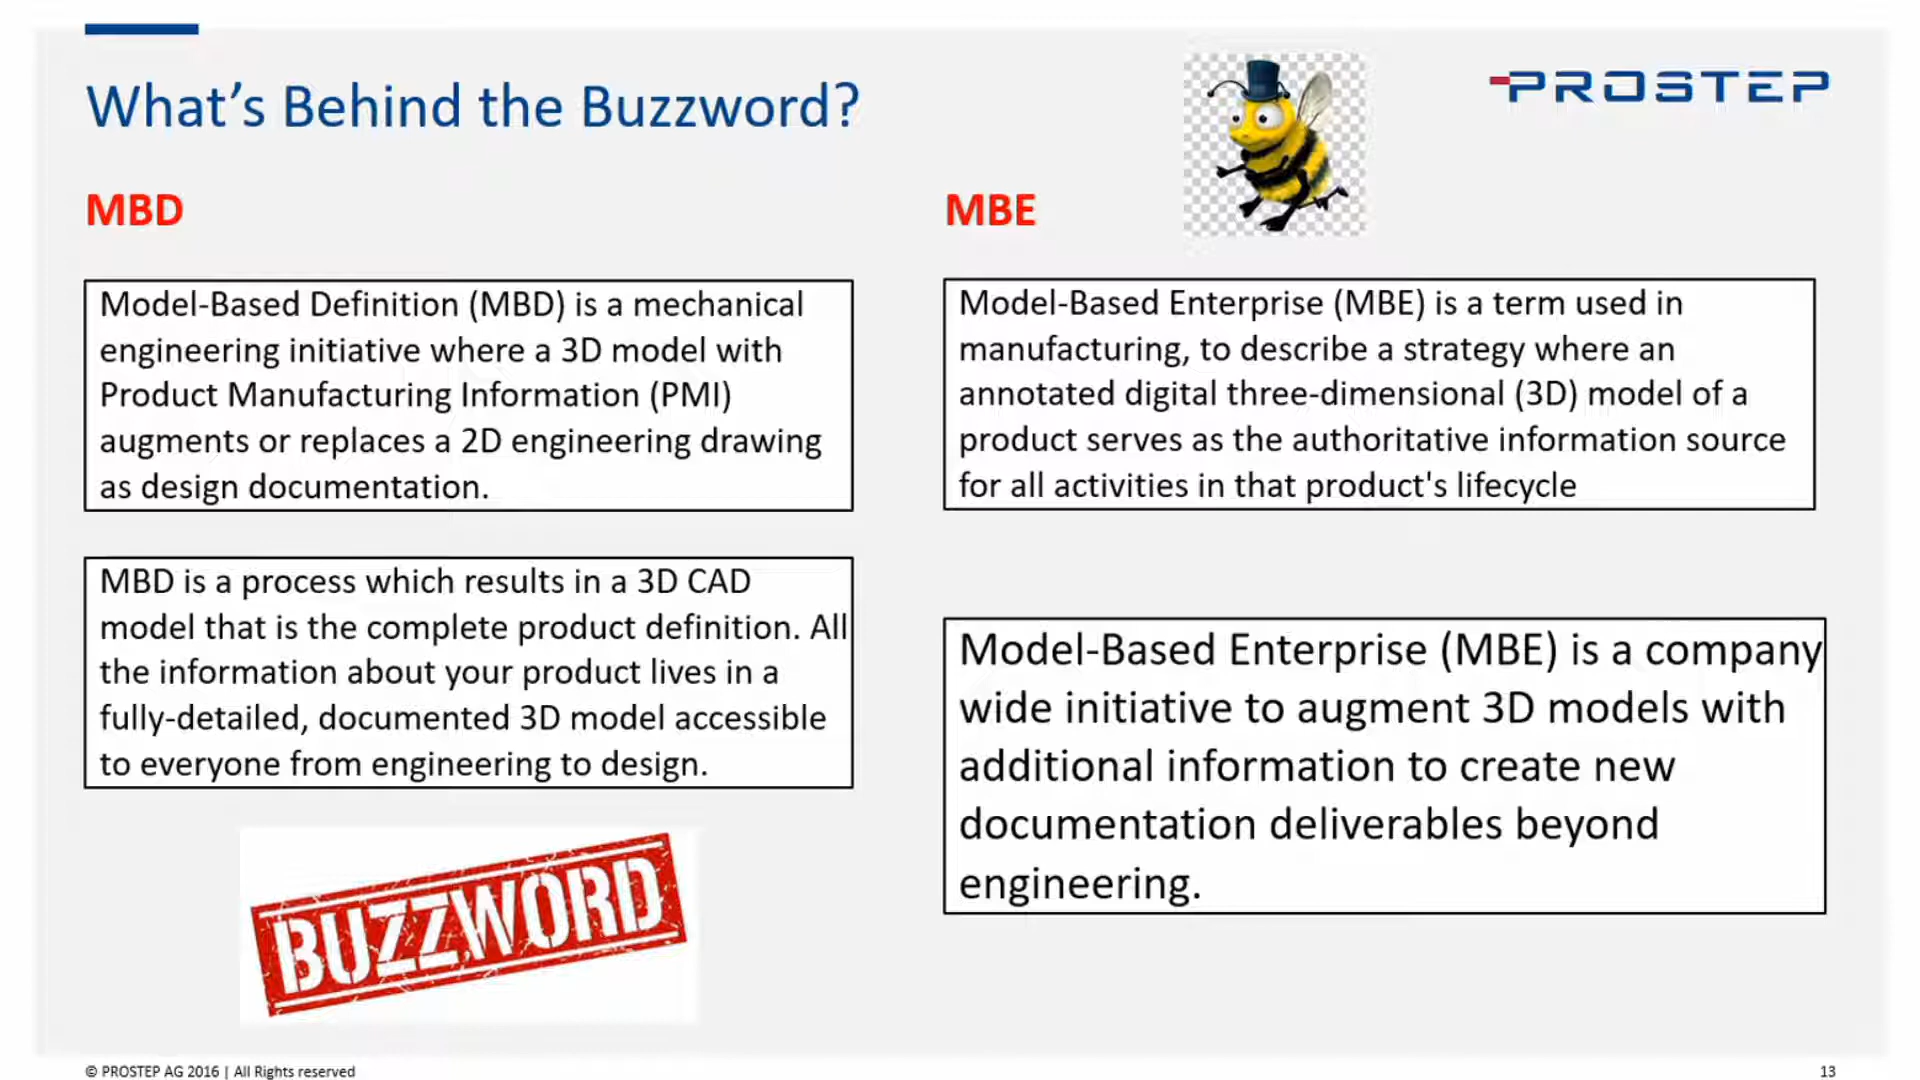 What's Behind the Buzzword?
PROSTEP
MBD
Model-Based Definition (MBD) is a mechanical
engineering initiative where a 3D model with
Product Manufacturing Information (PMI)
augments or replaces a 2D engineering drawing
as design documentation.
MBD is a process which results in a 3D CAD
model that is the complete product definition. All
the information about your product lives in a
fully-detailed, documented 3D model accessible
to everyone from engineering to design.
BUZZWORD
MBE
Model-Based Enterprise (MBE) is a term used in
manufacturing, to describe a strategy where an
annotated digital three-dimensional (3D) model of a
product serves as the authoritative information source
for all activities in that product's lifecycle
Model-Based Enterprise (MBE) is a company
wide initiative to augment 3D models with
additional information to create new
documentation deliverables beyond
engineering.
© PROSTEP AG 2016 | All Rights reserved
13